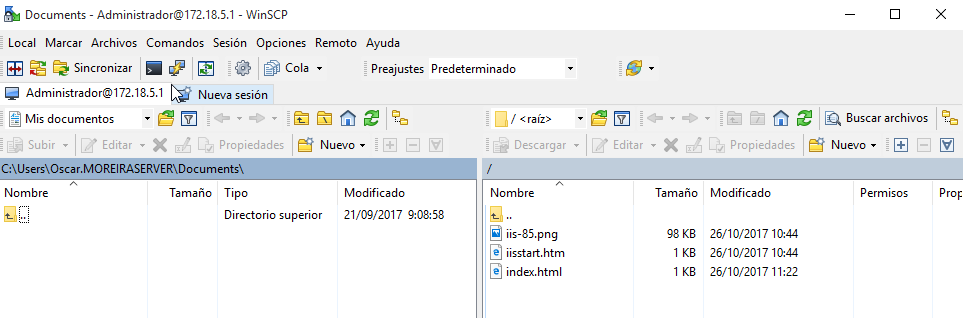 Documents - Administrador@172.18.5.1 - WinSCP
Local Marcar Archivos Comandos Sesión Opciones Remoto Ayuda
Sincronizar Cola Preajustes Predeterminado
Administrador@172.18.5.1 Nueva sesión
Mis documentos / <raíz> Buscar archivos
Subir Editar Propiedades Nuevo Descargar Editar Propiedades Nuevo
C:\Users\Oscar.MOREIRASERVER\Documents\ /
Nombre Tamaño Tipo Modificado Nombre Tamaño Modificado Permisos Prop
.. Directorio superior 21/09/2017 9:08:58 ..
iis-85.png 98 KB 26/10/2017 10:44
iisstart.htm 1 KB 26/10/2017 10:44
index.html 1 KB 26/10/2017 11:22